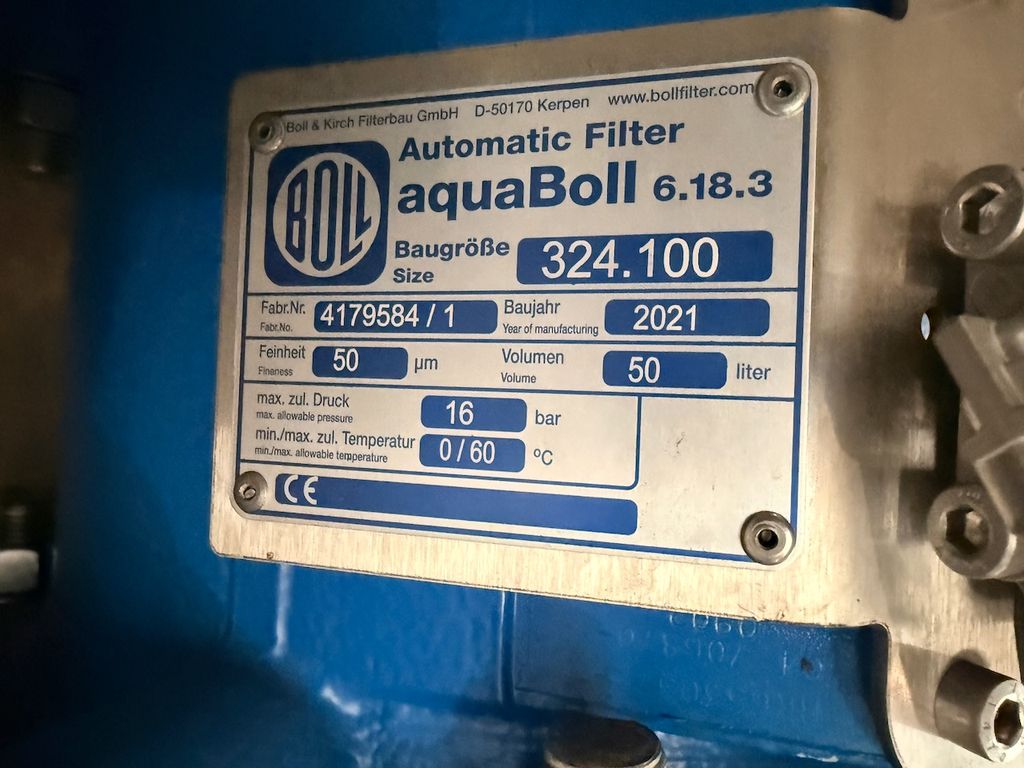 Boll & Kirch Filterbau GmbH D-50170 Kerpen www.bollfilter.com
BOLL
Automatic Filter
aquaBoll 6.18.3
Baugröße 324.100
Size
Fabr.Nr. 4179584 / 1 Baujahr 2021
Fabr.No. Year of manufacturing
Feinheit 50 µm Volumen 50 liter
Finaness Volume
max. zul. Druck 16 bar
max. allowable pressure
min./max. zul. Temperatur 0 / 60 °C
min./max. allowable temperature
CE